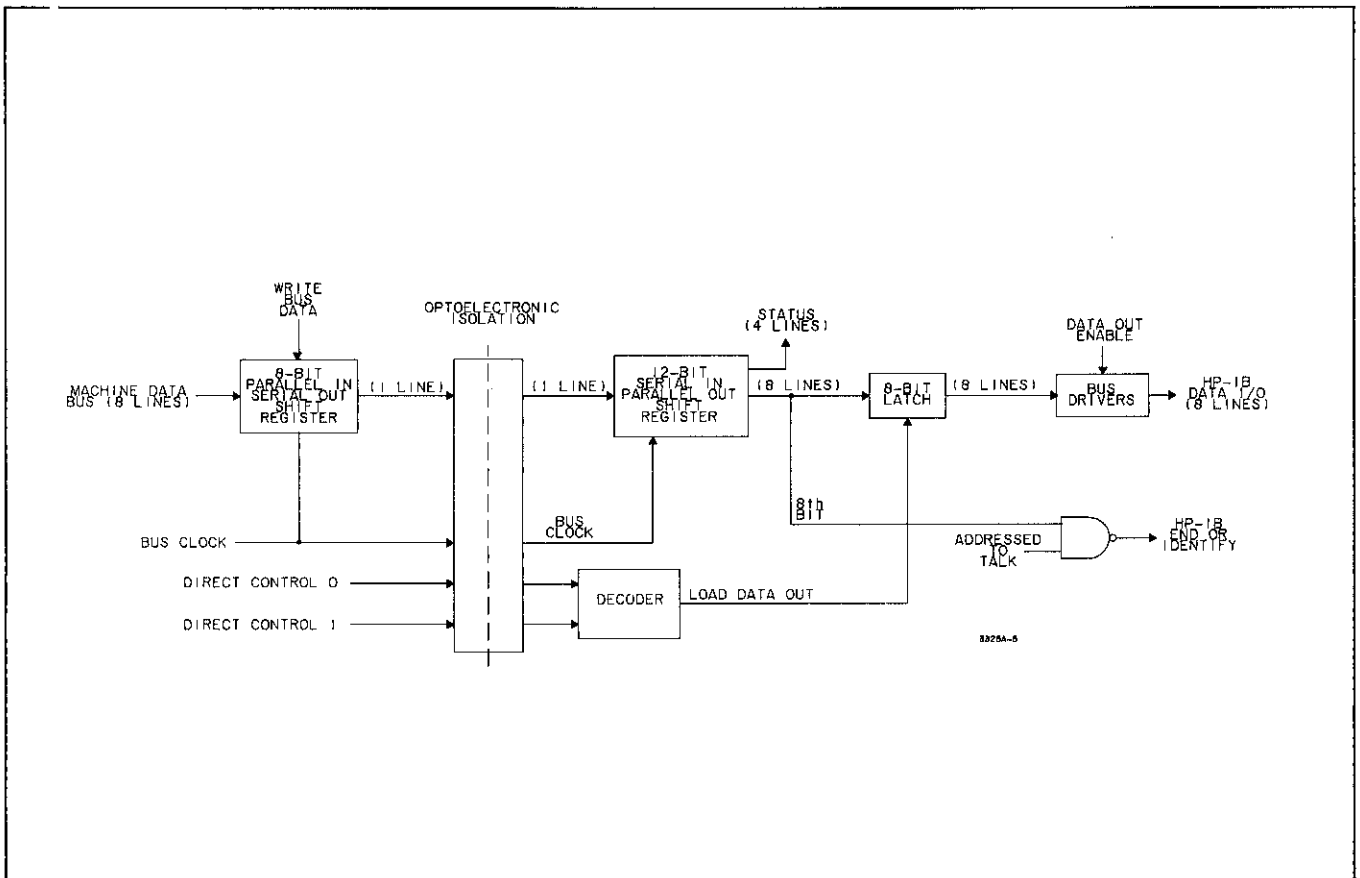 WRITE
BUS
DATA
OPTOELECTRONIC
ISOLATION
STATUS
(4 LINES)
DATA OUT
ENABLE
MACHINE DATA
BUS (8 LINES)
8-BIT
PARALLEL IN
SERIAL OUT
SHIFT
REGISTER
(1 LINE)
(1 LINE)
12-BIT
SERIAL IN
PARALLEL OUT
SHIFT
REGISTER
(8 LINES)
8-BIT
LATCH
(8 LINES)
BUS
DRIVERS
HP-IB
DATA I/O
(8 LINES)
BUS CLOCK
BUS
CLOCK
8th
BIT
ADDRESSED
TO
TALK
HP-IB
END OR
IDENTIFY
DIRECT CONTROL 0
DIRECT CONTROL 1
DECODER
LOAD DATA OUT